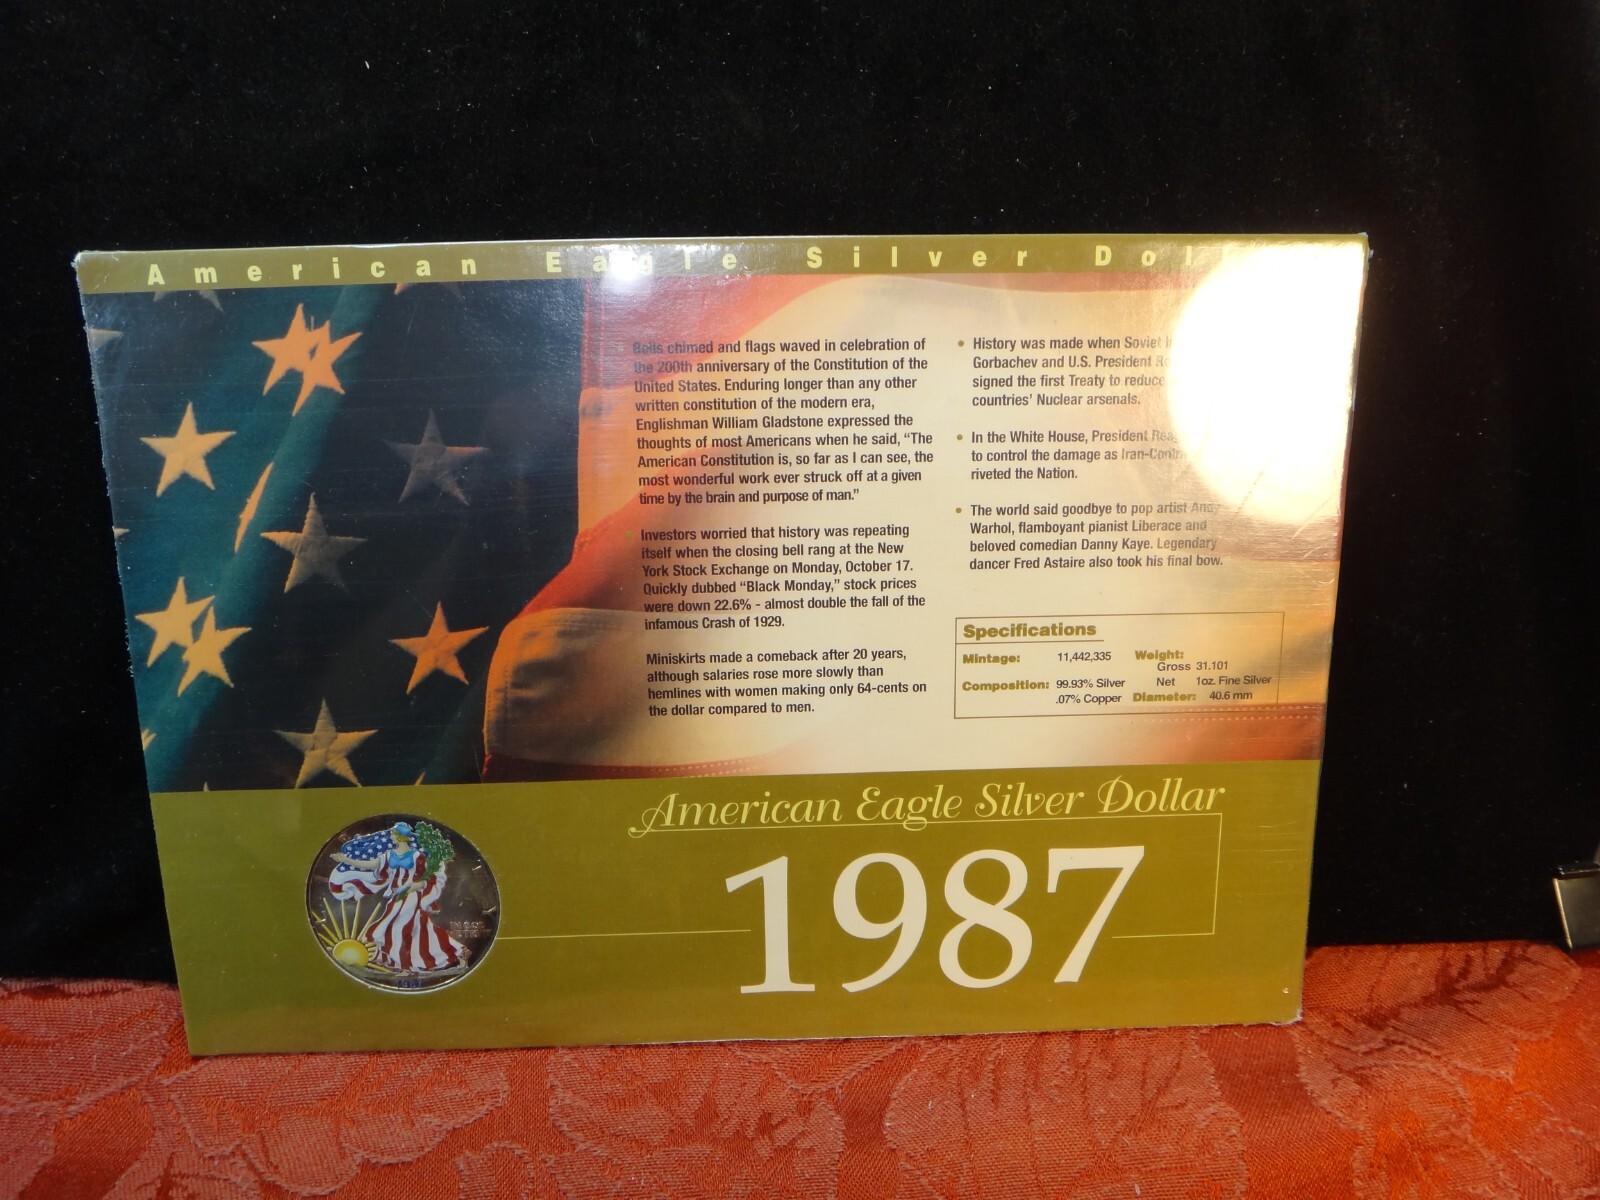 American Eagle Silver
Bells chimed and flags waved in celebration of
the 200th anniversary of the Constitution of the
United States. Enduring longer than any other
written constitution of the modern era,
Englishman William Gladstone expressed the
thoughts of most Americans when he said, “The
American Constitution is, so far as I can see, the
most wonderful work ever struck off at a given
time by the brain and purpose of man.”
Investors worried that history was repeating
itself when the closing bell rang at the New
York Stock Exchange on Monday, October 17.
Quickly dubbed “Black Monday,” stock prices
were down 22.6% - almost double the fall of the
infamous Crash of 1929.
Miniskirts made a comeback after 20 years,
although salaries rose more slowly than
hemlines with women making only 64-cents on
the dollar compared to men.
• History was made when Soviet
Gorbachev and U.S. President
signed the first Treaty to reduce
countries’ Nuclear arsenals.
• In the White House, President
to control the damage as
riveted the Nation.
• The world said goodbye to pop artist Andy
Warhol, flamboyant pianist Liberace and
beloved comedian Danny Kaye. Legendary
dancer Fred Astaire also took his final bow.
Specifications
Mintage: 11,442,335
Composition: 99.93% Silver
.07% Copper
Weight:
Gross 31.101
Net 1oz. Fine Silver
Diameter: 40.6 mm
American Eagle Silver Dollar
1987
1987